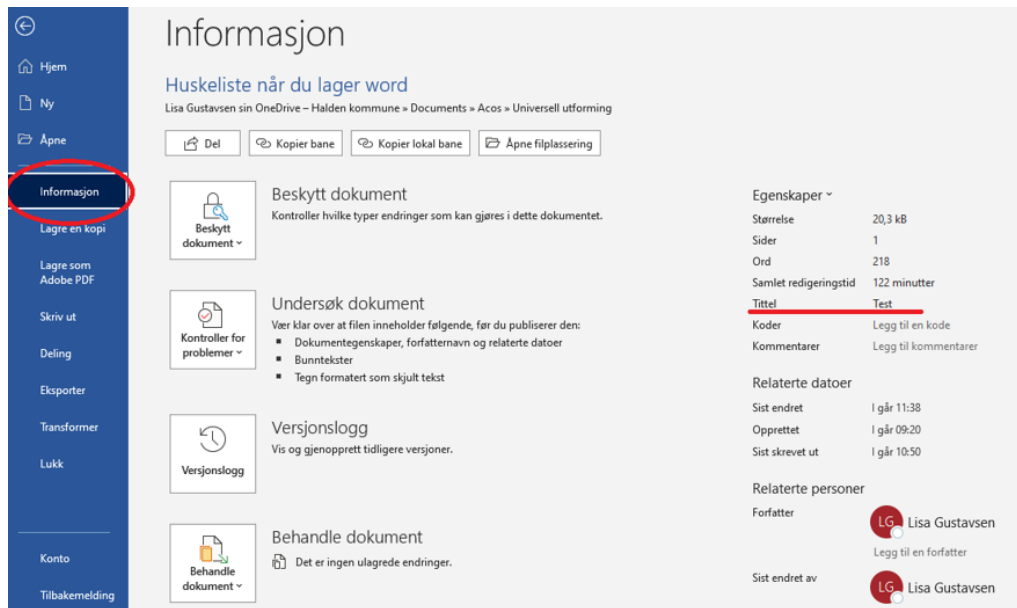 Informasjon
Huskeliste når du lager word
Lisa Gustavsen sin OneDrive – Halden kommune » Documents » Acos » Universell utforming
Del
Kopier bane
Kopier lokal bane
Åpne filplassering
Hjem
Ny
Åpne
Informasjon
Lagre en kopi
Lagre som
Adobe PDF
Skriv ut
Deling
Eksporter
Transformer
Lukk
Konto
Tilbakemelding
Beskytt
dokument
Beskytt dokument
Kontroller hvilke typer endringer som kan gjøres i dette dokumentet.
Kontroller for
problemer
Undersøk dokument
Vær klar over at filen inneholder følgende, før du publiserer den:
Dokumentegenskaper, forfatternavn og relaterte datoer
Bunntekster
Tegn formatert som skjult tekst
Versjonslogg
Versjonslogg
Vis og gjenopprett tidligere versjoner.
Behandle
dokument
Behandle dokument
Det er ingen ulagrede endringer.
Egenskaper
Størrelse 20,3 kB
Sider 1
Ord 218
Samlet redigeringstid 122 minutter
Tittel Test
Koder Legg til en kode
Kommentarer Legg til kommentarer
Relaterte datoer
Sist endret I går 11:38
Opprettet I går 09:20
Sist skrevet ut I går 10:50
Relaterte personer
Forfatter LG Lisa Gustavsen
Legg til en forfatter
Sist endret av LG Lisa Gustavsen